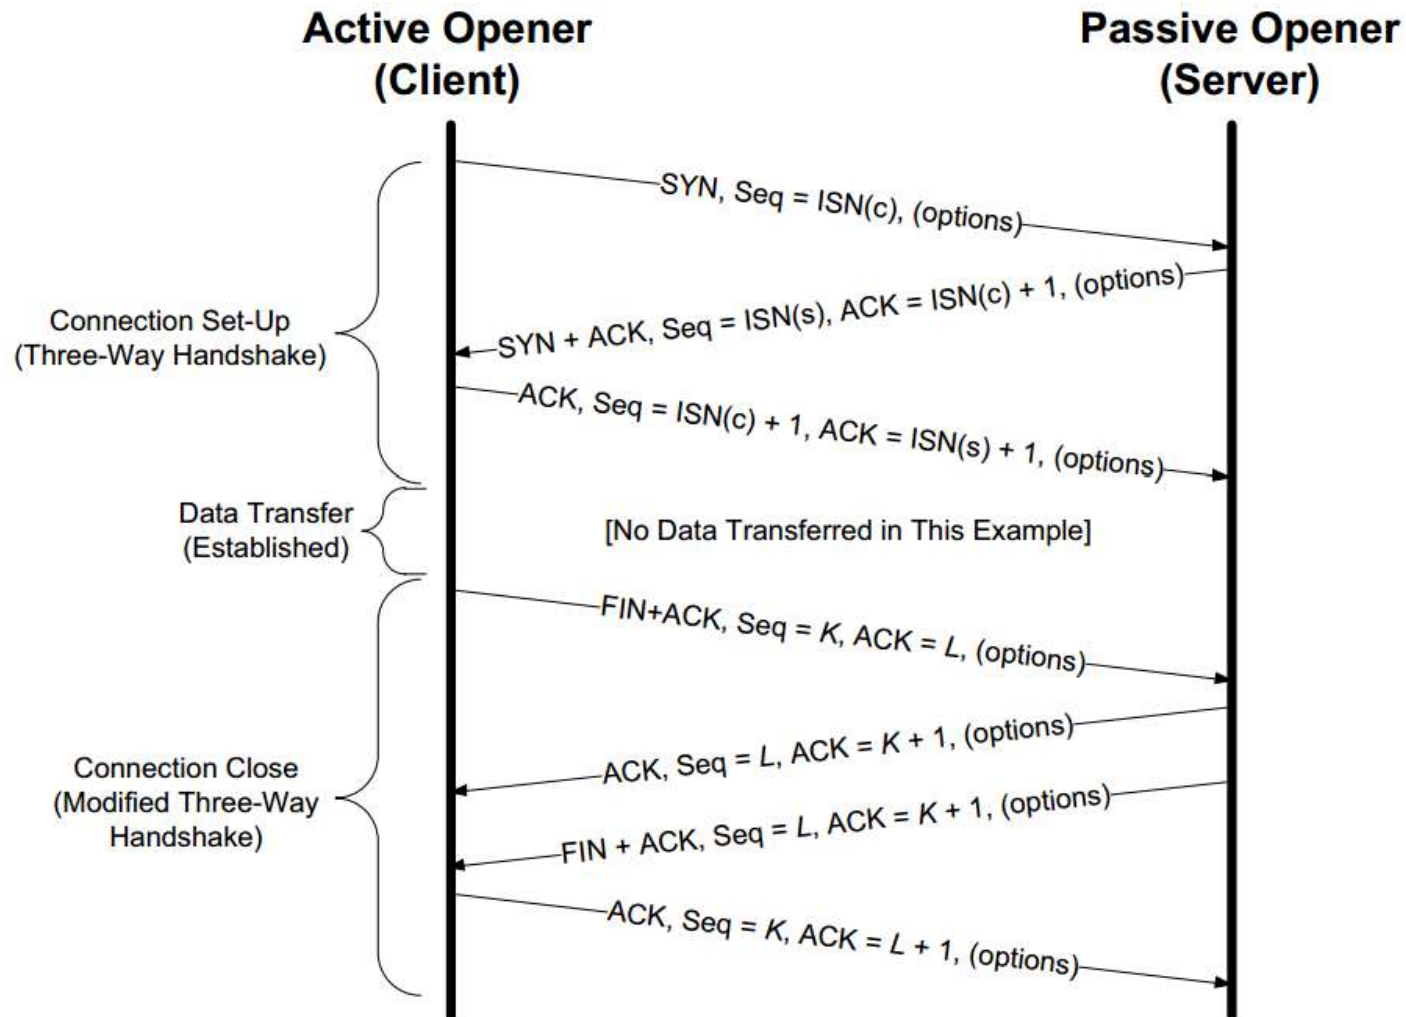 Active Opener
(Client)
Passive Opener
(Server)
SYN, Seq = ISN(c), (options)
SYN + ACK, Seq = ISN(s), ACK = ISN(c) + 1, (options)
Connection Set-Up
(Three-Way Handshake)
ACK, Seq = ISN(c) + 1, ACK = ISN(s) + 1, (options)
Data Transfer
(Established)
[No Data Transferred in This Example]
FIN+ACK, Seq = K, ACK = L, (options)
ACK, Seq = L, ACK = K + 1, (options)
Connection Close
(Modified Three-Way
Handshake)
FIN + ACK, Seq = L, ACK = K + 1, (options)
ACK, Seq = K, ACK = L + 1, (options)